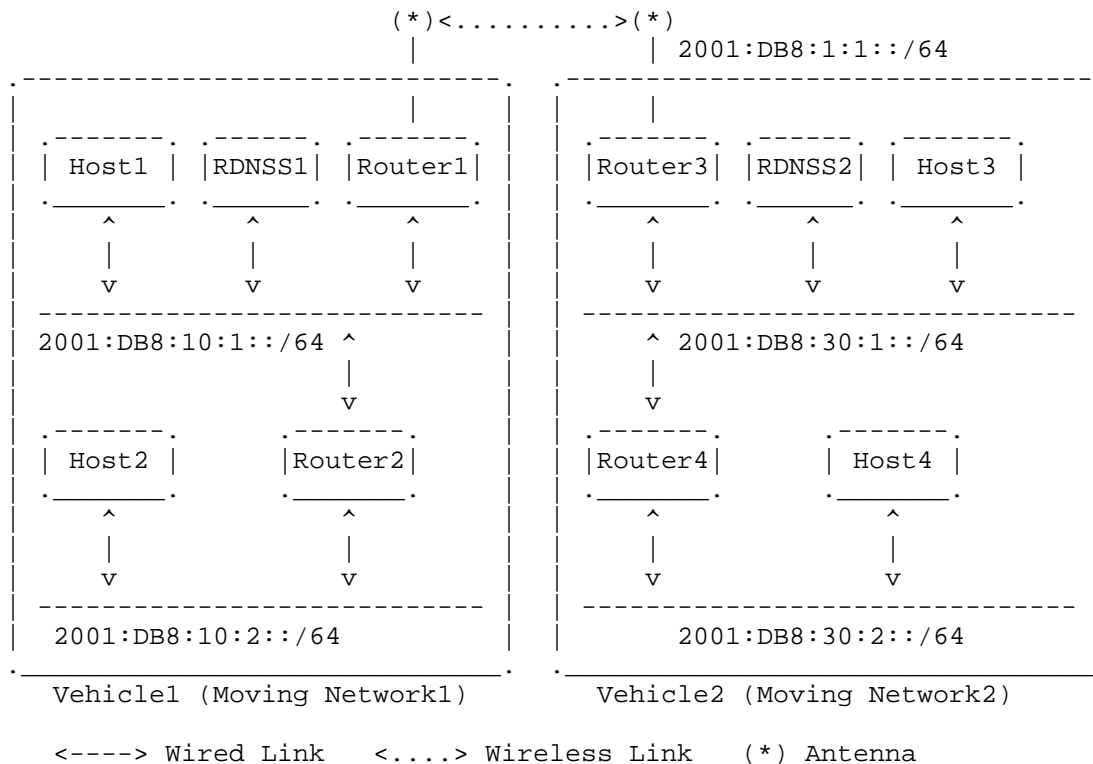 (*)<..........>(*)
2001:DB8:1:1::/64
Host1 RDNSS1 Router1 Router3 RDNSS2 Host3
2001:DB8:10:1::/64 2001:DB8:30:1::/64
Host2 Router2 Router4 Host4
2001:DB8:10:2::/64 2001:DB8:30:2::/64
Vehicle1 (Moving Network1) Vehicle2 (Moving Network2)
<----> Wired Link <....> Wireless Link (*) Antenna